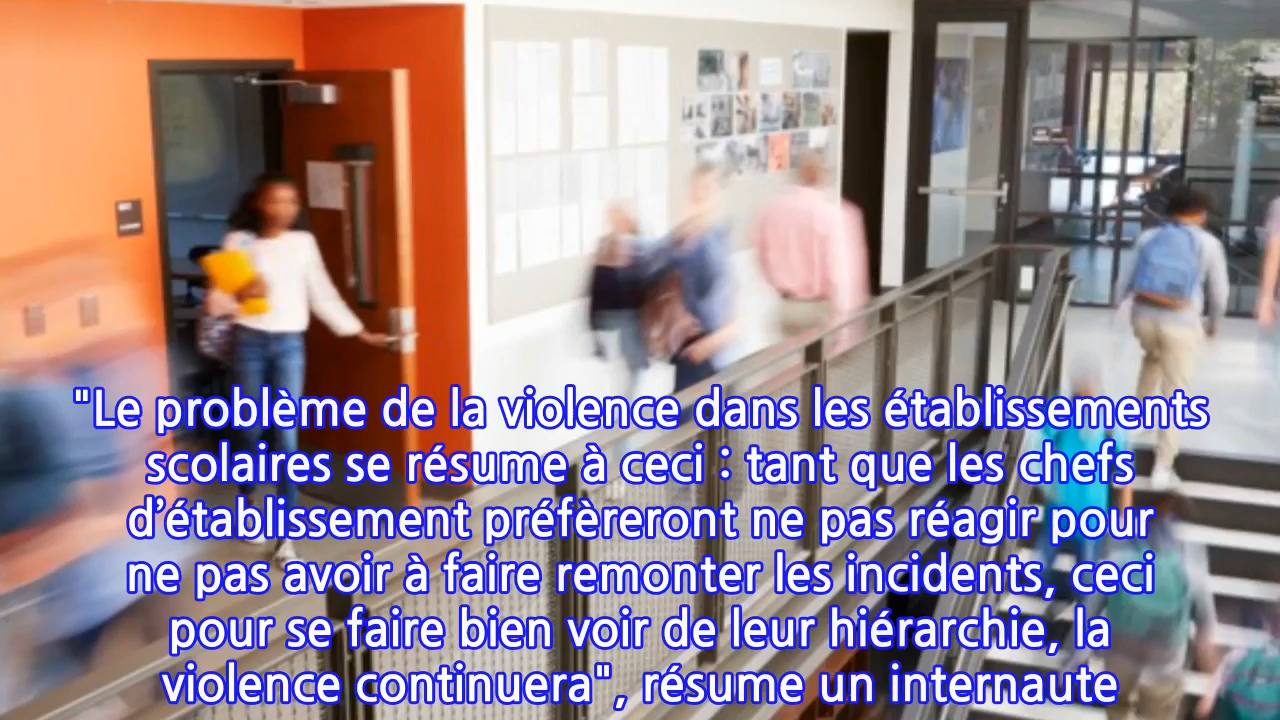 "Le problème de la violence dans les établissements
scolaires se résume à ceci : tant que les chefs
d’établissement préfèreront ne pas réagir pour
ne pas avoir à faire remonter les incidents, ceci
pour se faire bien voir de leur hiérarchie, la
violence continuera", résume un internaute